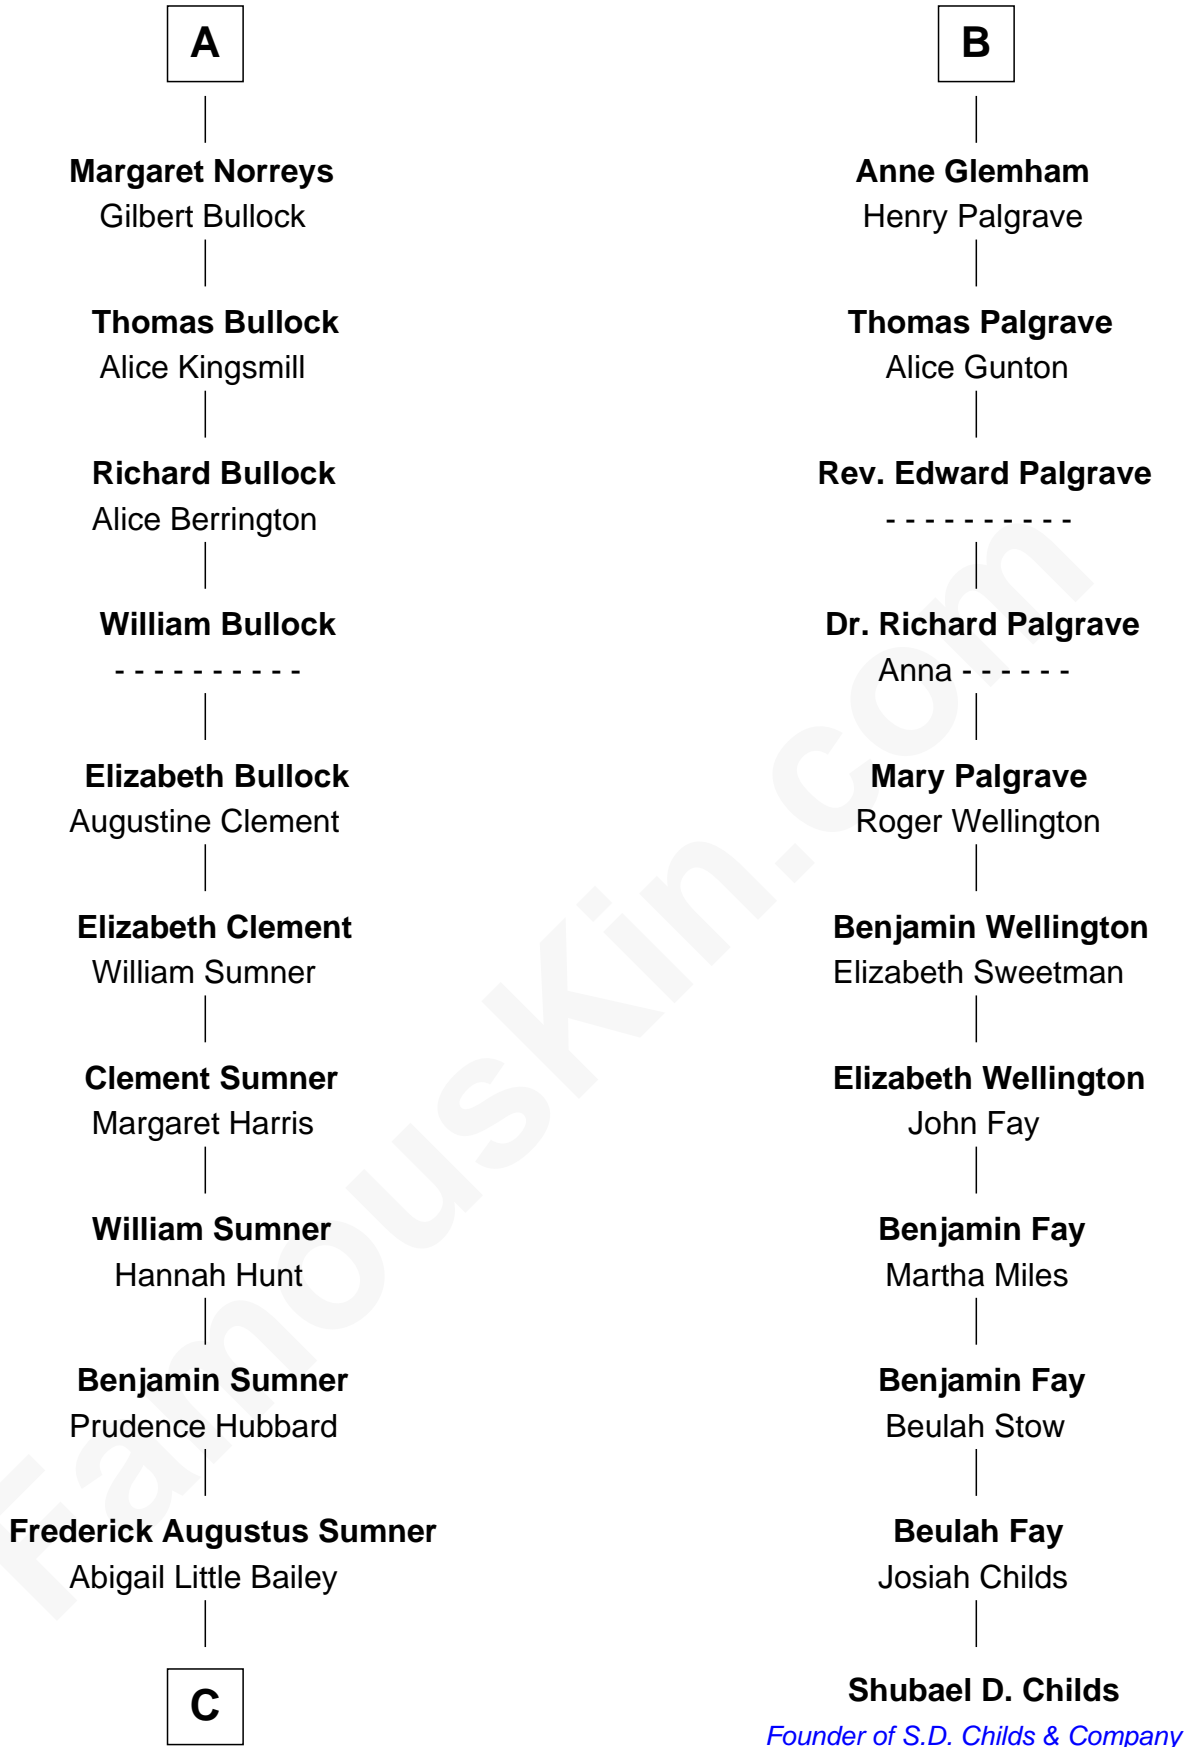 A
Margaret Norreys
Gilbert Bullock
Thomas Bullock
Alice Kingsmill
Richard Bullock
Alice Berrington
William Bullock
- - - - - - - - - -
Elizabeth Bullock
Augustine Clement
Elizabeth Clement
William Sumner
Clement Sumner
Margaret Harris
William Sumner
Hannah Hunt
Benjamin Sumner
Prudence Hubbard
Frederick Augustus Sumner
Abigail Little Bailey
C
B
Anne Glemham
Henry Palgrave
Thomas Palgrave
Alice Gunton
Rev. Edward Palgrave
- - - - - - - - - -
Dr. Richard Palgrave
Anna - - - - - -
Mary Palgrave
Roger Wellington
Benjamin Wellington
Elizabeth Sweetman
Elizabeth Wellington
John Fay
Benjamin Fay
Martha Miles
Benjamin Fay
Beulah Stow
Beulah Fay
Josiah Childs
Shubael D. Childs
Founder of S.D. Childs & Company
FamousKin.com